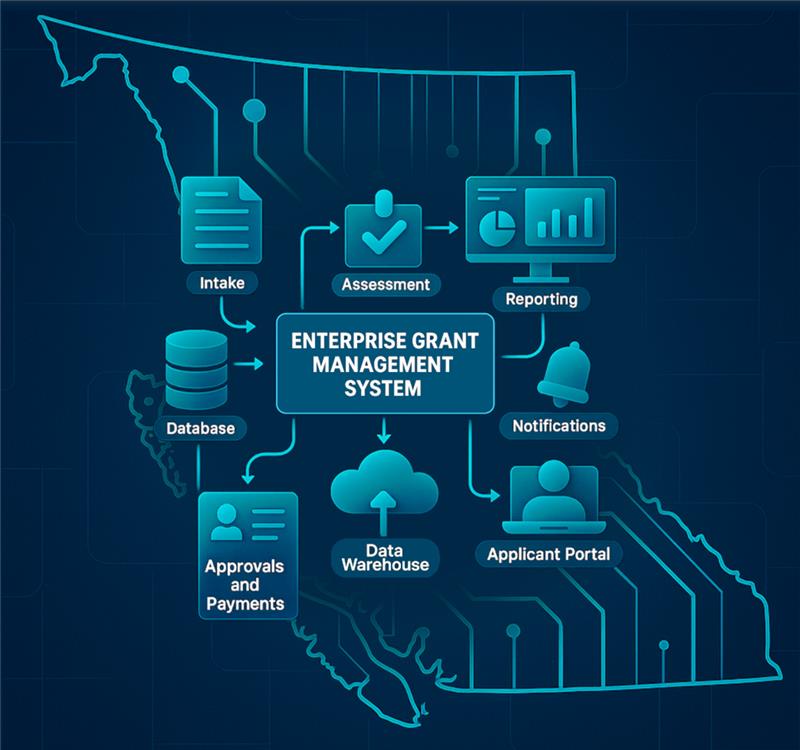 Intake
Assessment
Reporting
ENTERPRISE GRANT
MANAGEMENT
SYSTEM
Database
Notifications
Approvals
and
Payments
Data
Warehouse
Applicant Portal